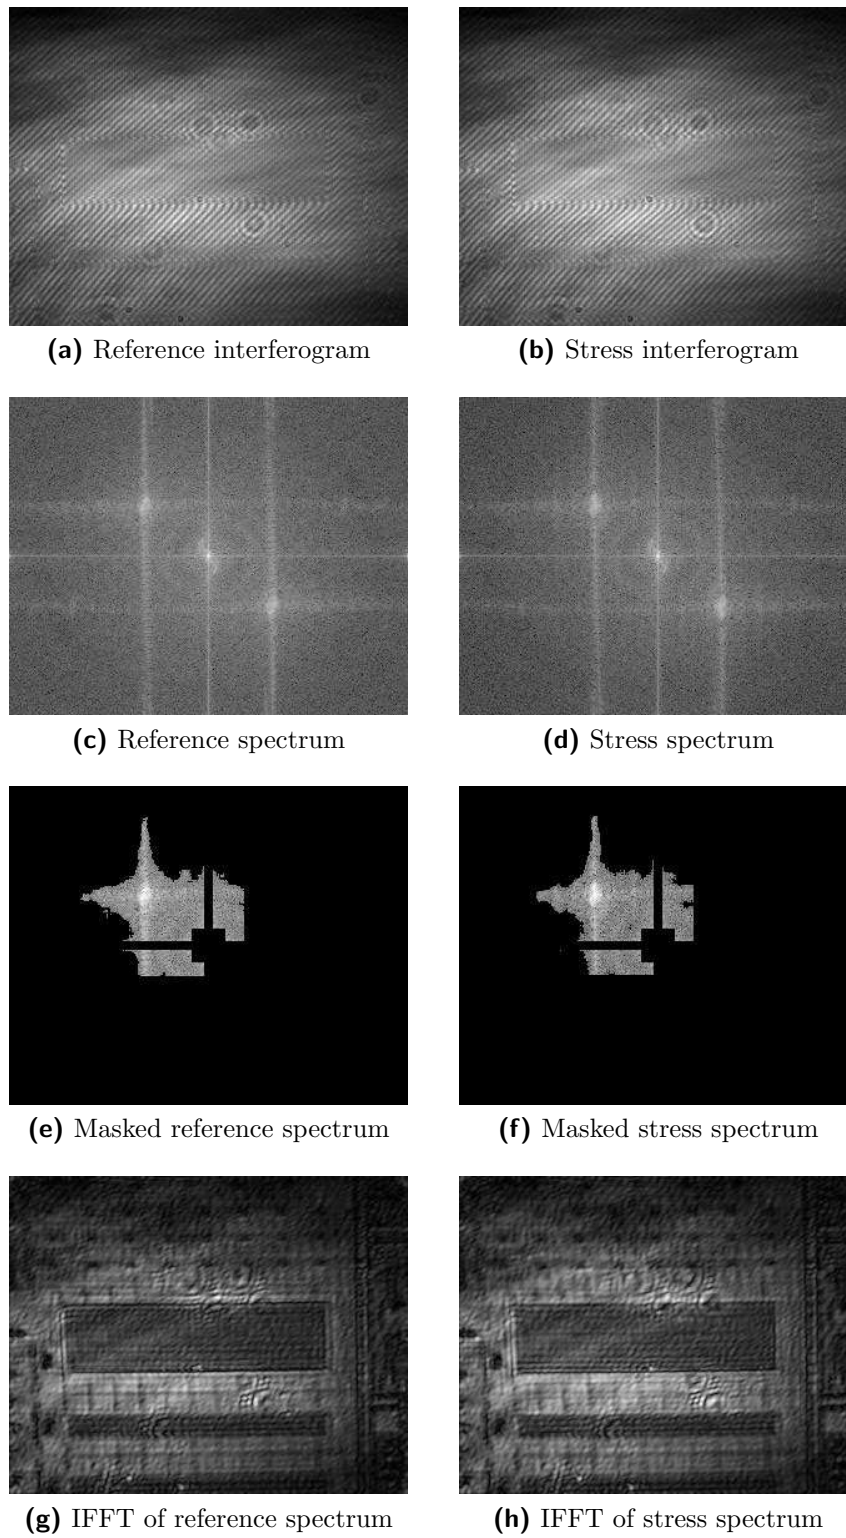 (a) Reference interferogram
(b) Stress interferogram
(c) Reference spectrum
(d) Stress spectrum
(e) Masked reference spectrum
(f) Masked stress spectrum
(g) IFFT of reference spectrum
(h) IFFT of stress spectrum